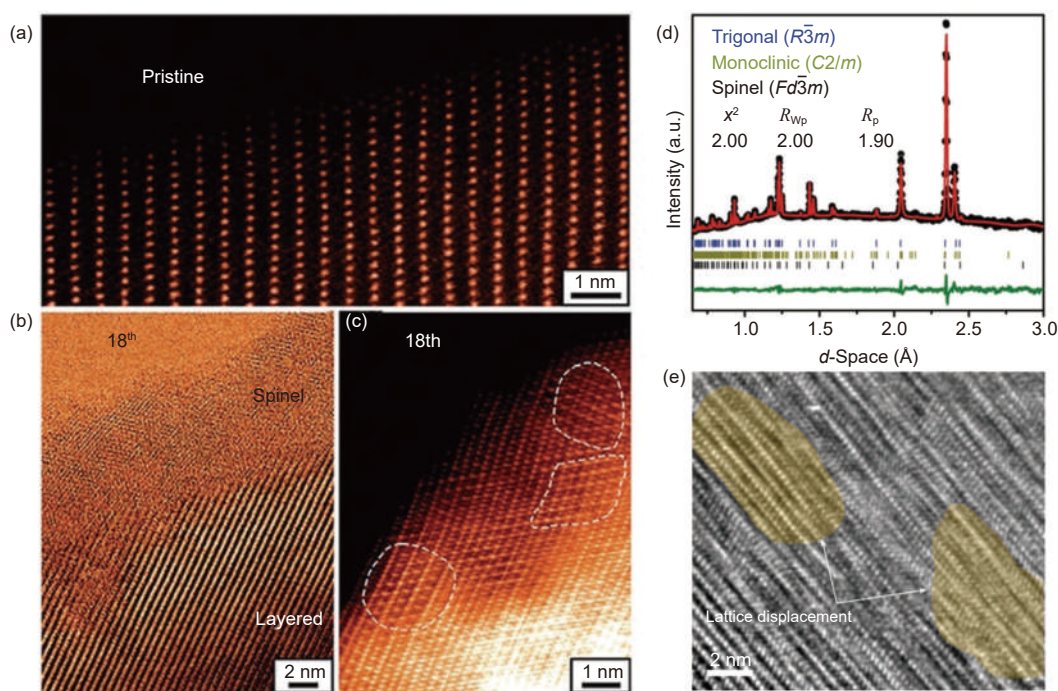 (a)
Pristine
1 nm
(b)
18th
Spinel
Layered
2 nm
(c)
18th
1 nm
(d)
Trigonal (R3̄m)
Monoclinic (C2/m)
Spinel (Fd3̄m)
x² R_Wp R_p
2.00 2.00 1.90
Intensity (a.u.)
1.0 1.5 2.0 2.5 3.0
d-Space (Å)
(e)
Lattice displacement
2 nm